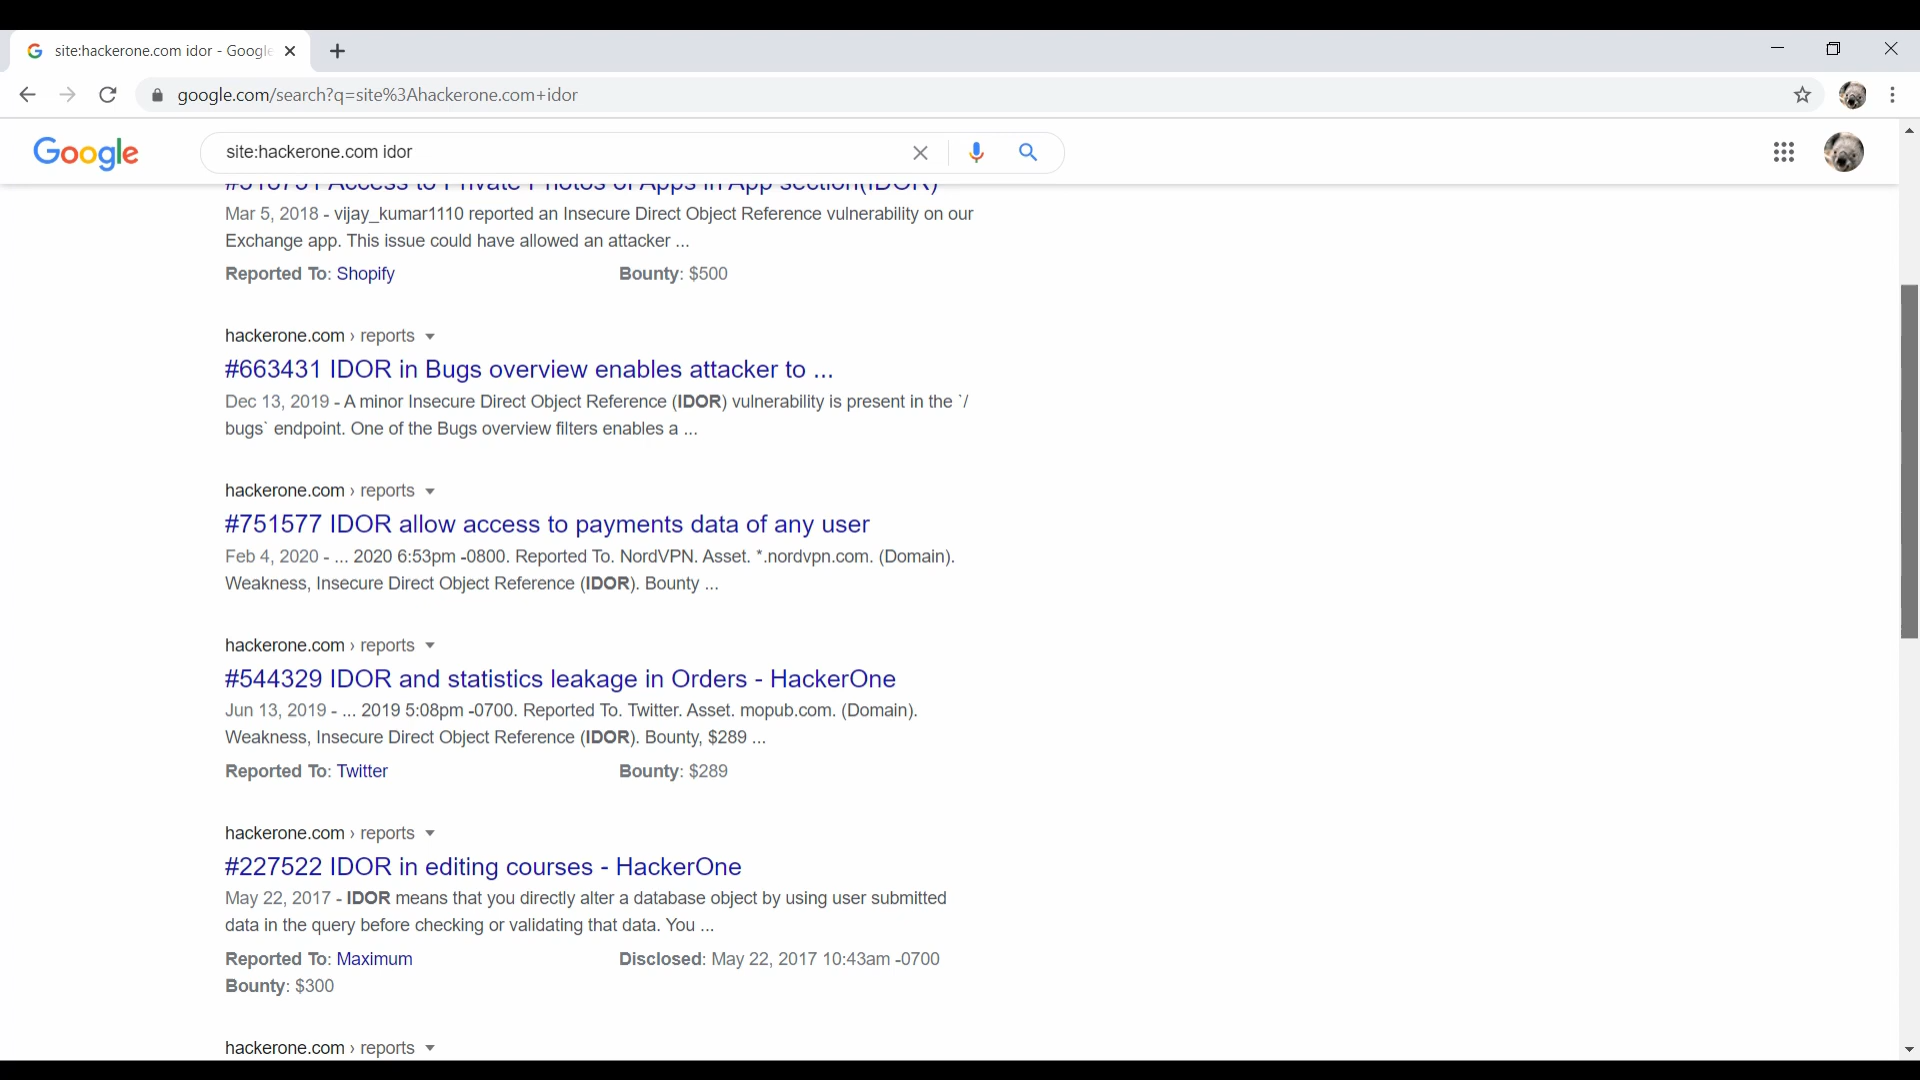 site:hackerone.com idor - Google
google.com/search?q=site%3Ahackerone.com+idor
Google
site:hackerone.com idor
Access to Private Photos of Apps in App section(IDOR)
Mar 5, 2018 - vijay_kumar1110 reported an Insecure Direct Object Reference vulnerability on our
Exchange app. This issue could have allowed an attacker ...
Reported To: Shopify Bounty: $500
hackerone.com › reports
#663431 IDOR in Bugs overview enables attacker to ...
Dec 13, 2019 - A minor Insecure Direct Object Reference (IDOR) vulnerability is present in the `/
bugs` endpoint. One of the Bugs overview filters enables a ...
hackerone.com › reports
#751577 IDOR allow access to payments data of any user
Feb 4, 2020 - ... 2020 6:53pm -0800. Reported To. NordVPN. Asset. *.nordvpn.com. (Domain).
Weakness, Insecure Direct Object Reference (IDOR). Bounty ...
hackerone.com › reports
#544329 IDOR and statistics leakage in Orders - HackerOne
Jun 13, 2019 - ... 2019 5:08pm -0700. Reported To. Twitter. Asset. mopub.com. (Domain).
Weakness, Insecure Direct Object Reference (IDOR). Bounty, $289 ...
Reported To: Twitter Bounty: $289
hackerone.com › reports
#227522 IDOR in editing courses - HackerOne
May 22, 2017 - IDOR means that you directly alter a database object by using user submitted
data in the query before checking or validating that data. You ...
Reported To: Maximum Disclosed: May 22, 2017 10:43am -0700
Bounty: $300
hackerone.com › reports